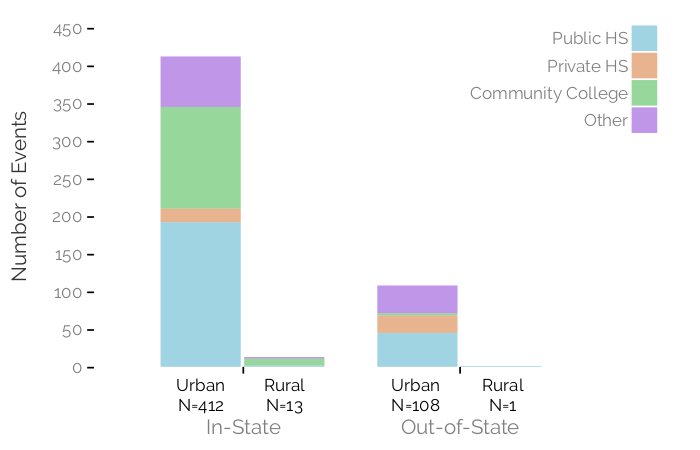 Number of Events
450
400
350
300
250
200
150
100
50
0
Public HS
Private HS
Community College
Other
Urban
N=412
Rural
N=13
Urban
N=108
Rural
N=1
In-State
Out-of-State